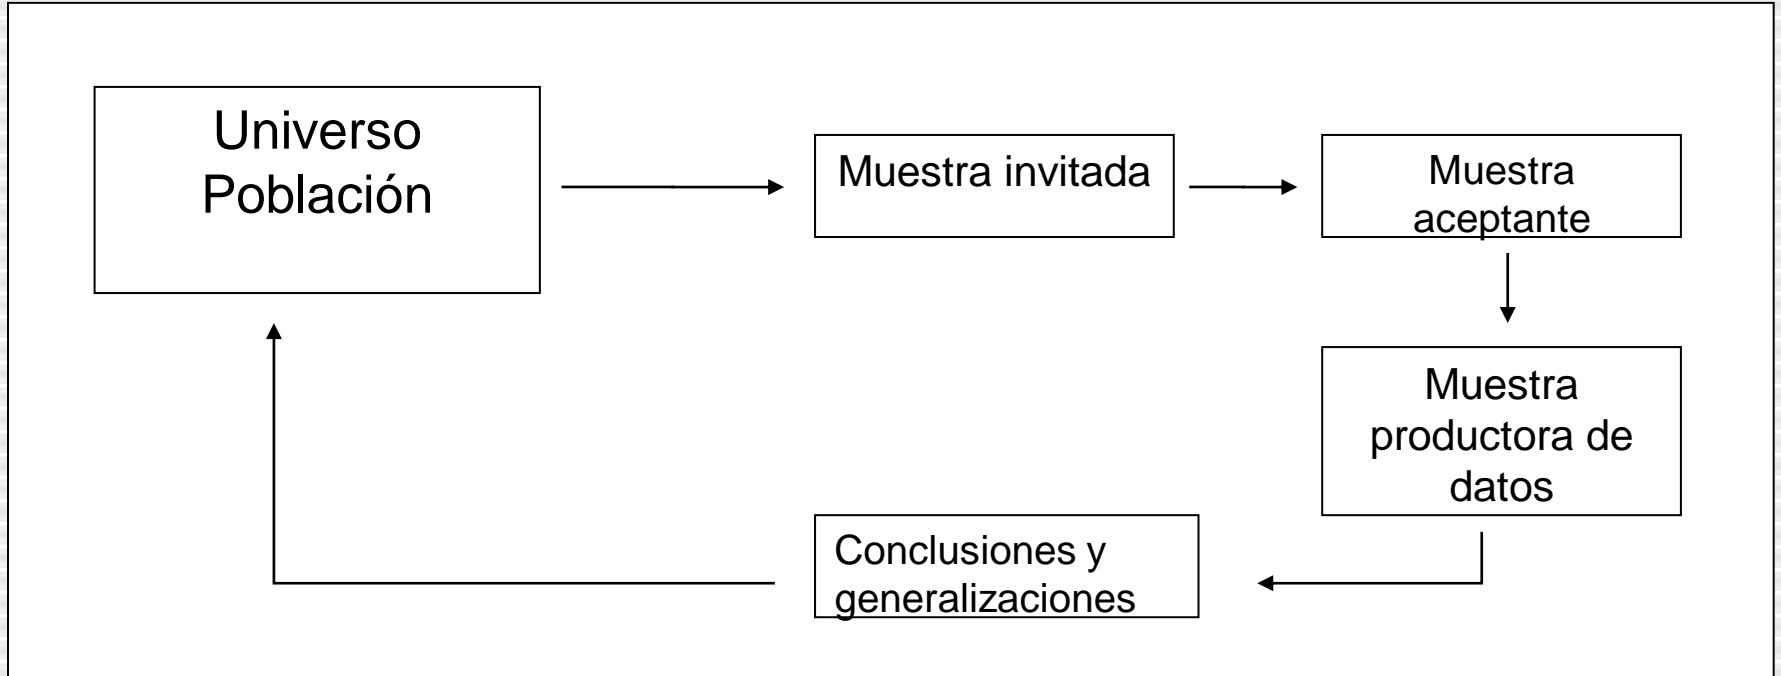 Universo
Población
Muestra invitada
Muestra
aceptante
Muestra
productora de
datos
Conclusiones y
generalizaciones